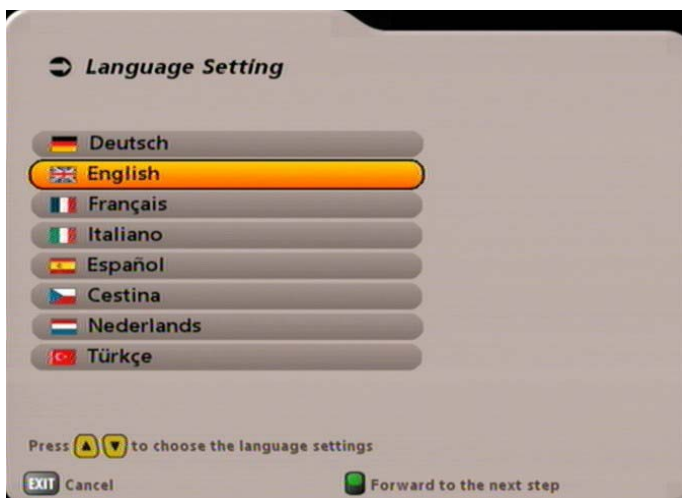 Language Setting
Deutsch
English
Français
Italiano
Español
Cestina
Nederlands
Türkçe
Press ▲ ▼ to choose the language settings
EXIT Cancel
Forward to the next step